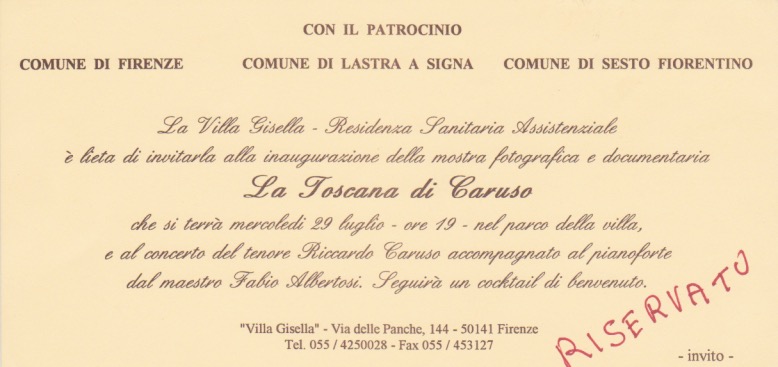 CON IL PATROCINIO
COMUNE DI FIRENZE COMUNE DI LASTRA A SIGNA COMUNE DI SESTO FIORENTINO
La Villa Gisella - Residenza Sanitaria Assistenziale
è lieta di invitarla alla inaugurazione della mostra fotografica e documentaria
La Toscana di Caruso
che si terrà mercoledi 29 luglio - ore 19 - nel parco della villa,
e al concerto del tenore Riccardo Caruso accompagnato al pianoforte
dal maestro Fabio Albertosi. Seguirà un cocktail di benvenuto.
"Villa Gisella" - Via delle Panche, 144 - 50141 Firenze
Tel. 055 / 4250028 - Fax 055 / 453127
RISERVATO
- invito -